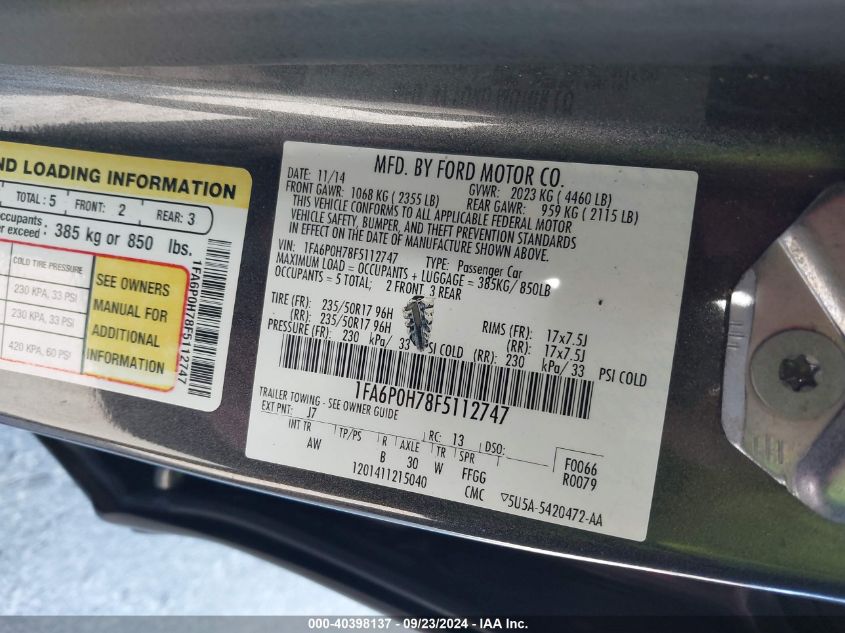 ND LOADING INFORMATION
TOTAL: 5 FRONT: 2 REAR: 3
occupants :
er exceed : 385 kg or 850 lbs.
COLD TIRE PRESSURE
230 KPA, 33 PSI
230 KPA, 33 PSI
420 KPA, 60 PSI
SEE OWNERS
MANUAL FOR
ADDITIONAL
INFORMATION
1FA6P0H78F5112747
MFD. BY FORD MOTOR CO.
DATE: 11/14 GVWR: 2023 KG ( 4460 LB)
FRONT GAWR: 1068 KG ( 2355 LB) REAR GAWR: 959 KG ( 2115 LB)
THIS VEHICLE CONFORMS TO ALL APPLICABLE FEDERAL MOTOR
VEHICLE SAFETY, BUMPER, AND THEFT PREVENTION STANDARDS
IN EFFECT ON THE DATE OF MANUFACTURE SHOWN ABOVE.
VIN: 1FA6P0H78F5112747 TYPE: Passenger Car
MAXIMUM LOAD = OCCUPANTS + LUGGAGE = 385KG/ 850LB
OCCUPANTS = 5 TOTAL; 2 FRONT 3 REAR
TIRE (FR): 235/50R17 96H RIMS (FR): 17x7.5J
(RR): 235/50R17 96H (RR): 17x7.5J
PRESSURE (FR): 230 kPa/ 33 PSI COLD (RR): 230 kPa/ 33 PSI COLD
1FA6P0H78F5112747
TRAILER TOWING - SEE OWNER GUIDE
EXT PNT: J7 RC: 13 DSO: F0066
INT TR TP/PS R AXLE TR SPR R0079
AW B 30 W FFGG
1201411215040 CMC ▽5U5A-5420472-AA
000 - 40398137 - 09/23/2024 - 02747